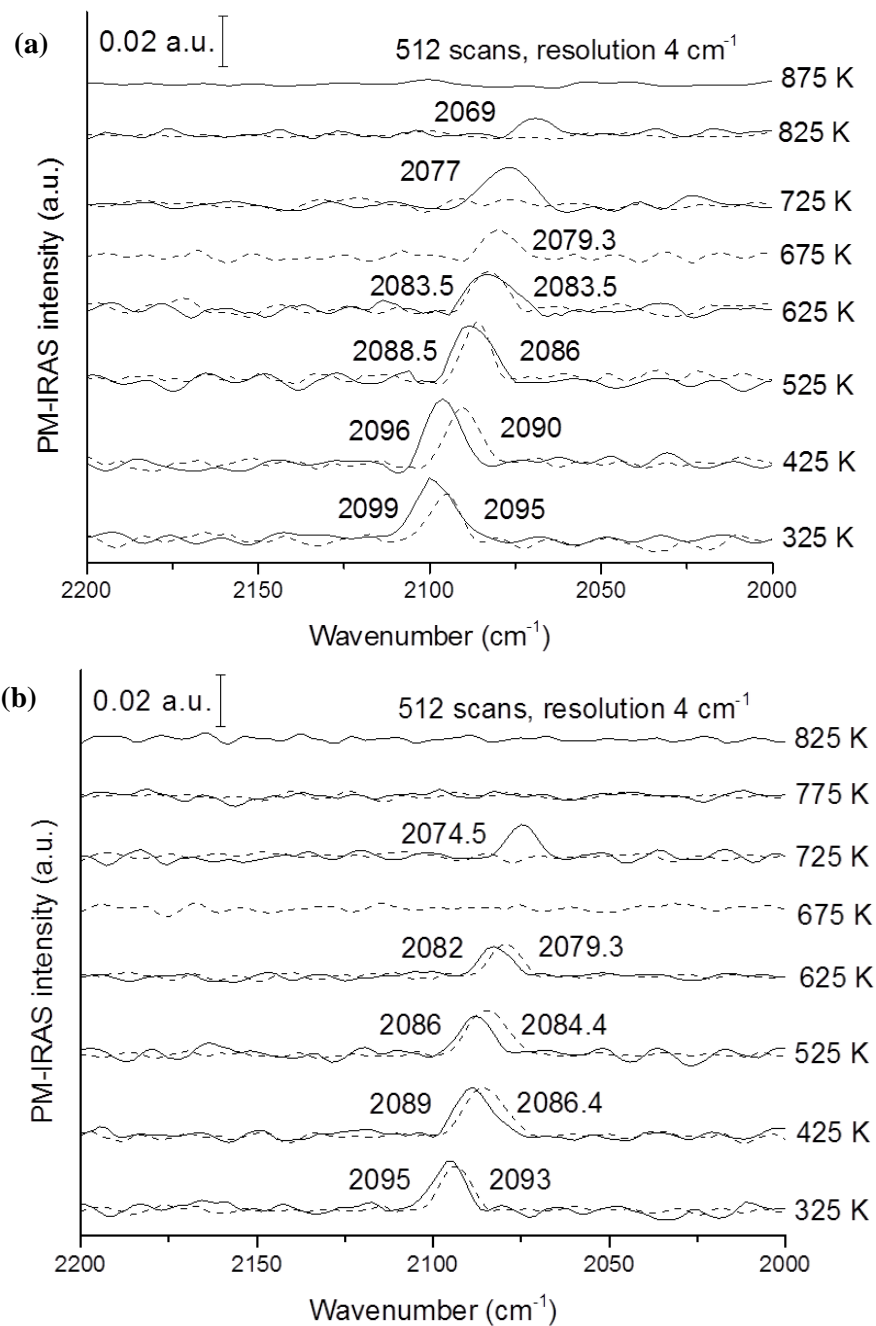 (a)
0.02 a.u.
512 scans, resolution 4 cm-1
875 K
2069
825 K
2077
725 K
2079.3
675 K
2083.5 2083.5
625 K
2088.5 2086
525 K
2096 2090
425 K
2099 2095
325 K
PM-IRAS intensity (a.u.)
2200 2150 2100 2050 2000
Wavenumber (cm-1)
(b)
0.02 a.u.
512 scans, resolution 4 cm-1
825 K
775 K
2074.5
725 K
675 K
2082 2079.3
625 K
2086 2084.4
525 K
2089 2086.4
425 K
2095 2093
325 K
PM-IRAS intensity (a.u.)
2200 2150 2100 2050 2000
Wavenumber (cm-1)